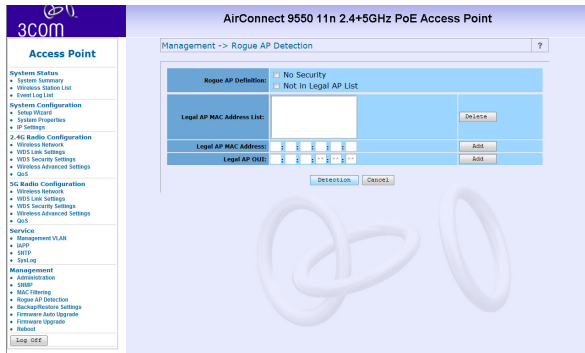 3COM
AirConnect 9550 11n 2.4+5GHz PoE Access Point
Access Point
System Status
System Summary
Wireless Station List
Event Log List
System Configuration
Setup Wizard
System Properties
IP Settings
2.4G Radio Configuration
Wireless Network
WDS Link Settings
WDS Security Settings
Wireless Advanced Settings
QoS
5G Radio Configuration
Wireless Network
WDS Link Settings
WDS Security Settings
Wireless Advanced Settings
QoS
Service
Management VLAN
IAPP
SNTP
SysLog
Management
Administration
SNMP
MAC Filtering
Rogue AP Detection
Backup/Restore Settings
Firmware Auto Upgrade
Firmware Upgrade
Reboot
Log Off
Management -> Rogue AP Detection ?
Rogue AP Definition: No Security
Not in Legal AP List
Legal AP MAC Address List: Delete
Legal AP MAC Address: : : : : : Add
Legal AP OUI: : : : ** : ** : ** Add
Detection Cancel